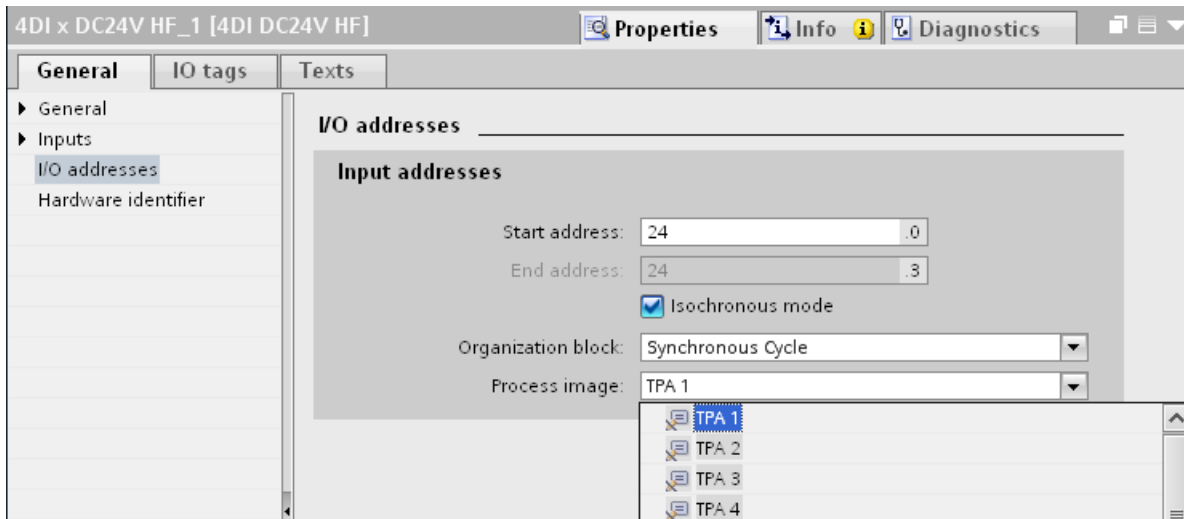 4DI x DC24V HF_1 [4DI DC24V HF]
Properties
Info
Diagnostics
General
IO tags
Texts
General
Inputs
I/O addresses
Hardware identifier
I/O addresses
Input addresses
Start address: 24 .0
End address: 24 .3
Isochronous mode
Organization block: Synchronous Cycle
Process image: TPA 1
TPA 1
TPA 2
TPA 3
TPA 4